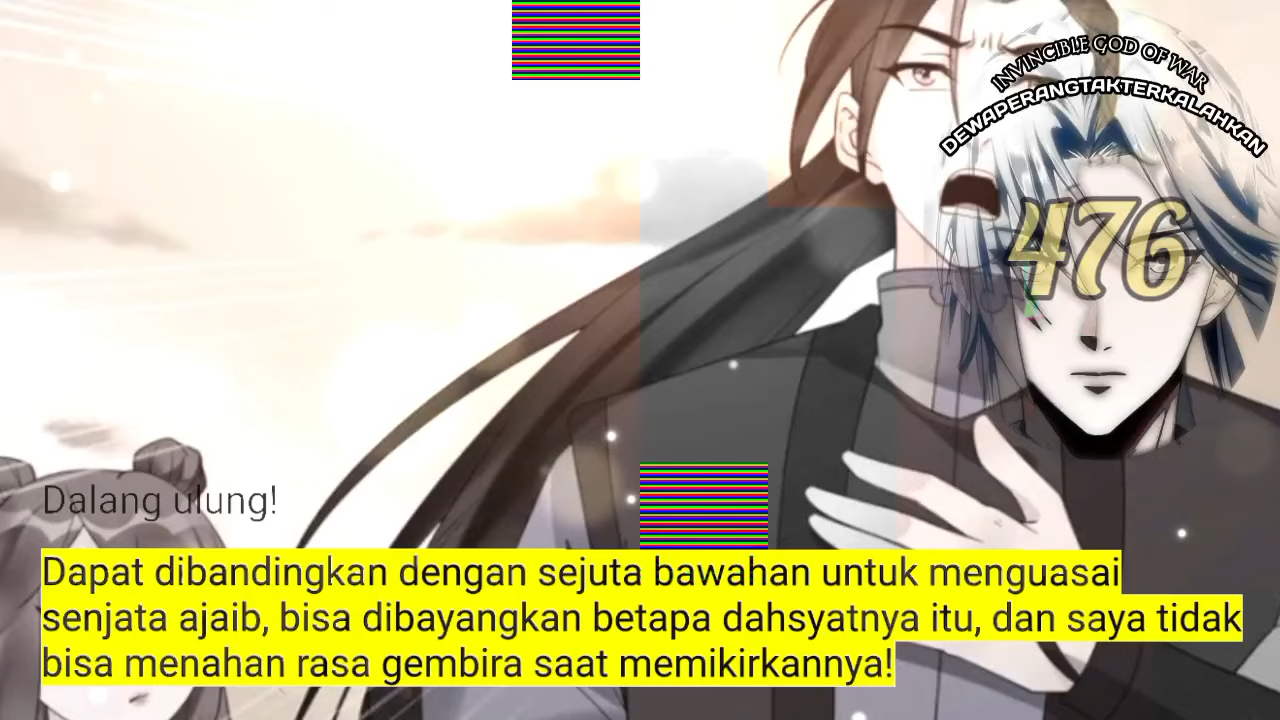 INVINCIBLE GOD OF WAR
DEWAPERANGTAKTERKALAHKAN
476
Dalang ulung!
Dapat dibandingkan dengan sejuta bawahan untuk menguasai
senjata ajaib, bisa dibayangkan betapa dahsyatnya itu, dan saya tidak
bisa menahan rasa gembira saat memikirkannya!